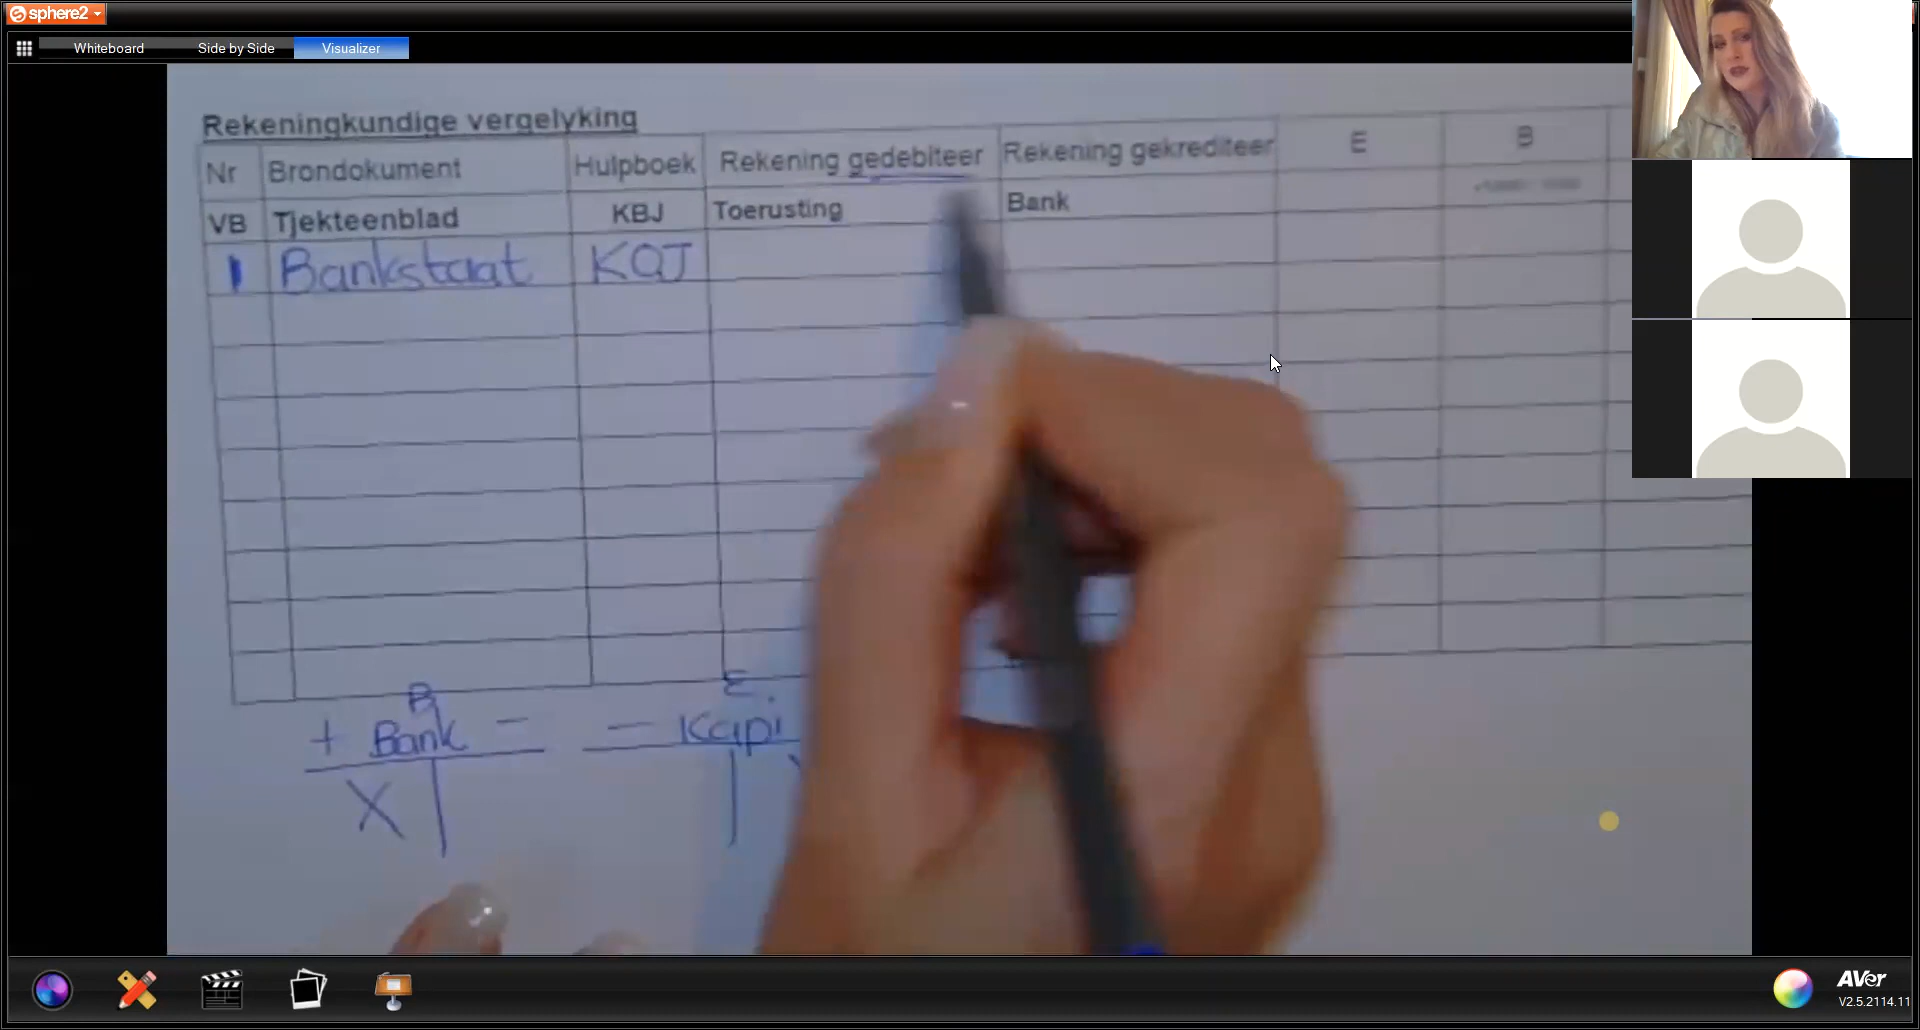 sphere2
Whiteboard Side by Side Visualizer
Rekeningkundige vergelyking
Nr Brondokument Hulpboek Rekening gedebiteer Rekening gekrediteer E B
VB Tjekteenblad KBJ Toerusting Bank
1 Bankstaat
B E
+ Bank - - Kapi
X
AVer
V2.5.2114.11